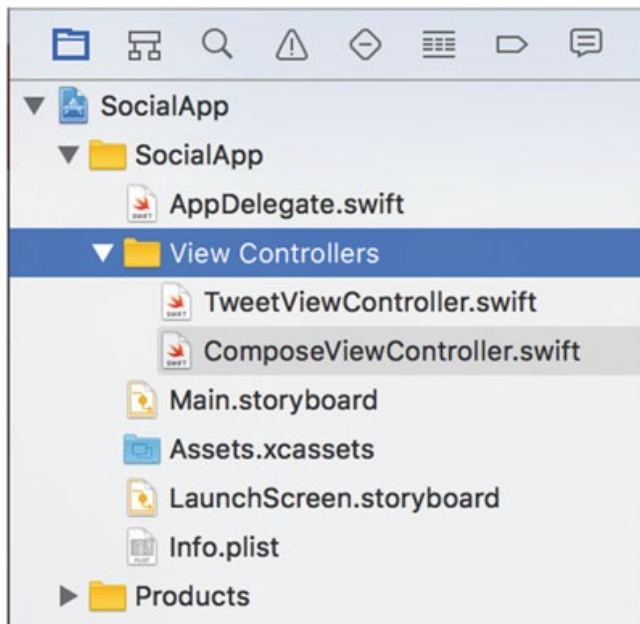 SocialApp
SocialApp
AppDelegate.swift
View Controllers
TweetViewController.swift
ComposeViewController.swift
Main.storyboard
Assets.xcassets
LaunchScreen.storyboard
Info.plist
Products